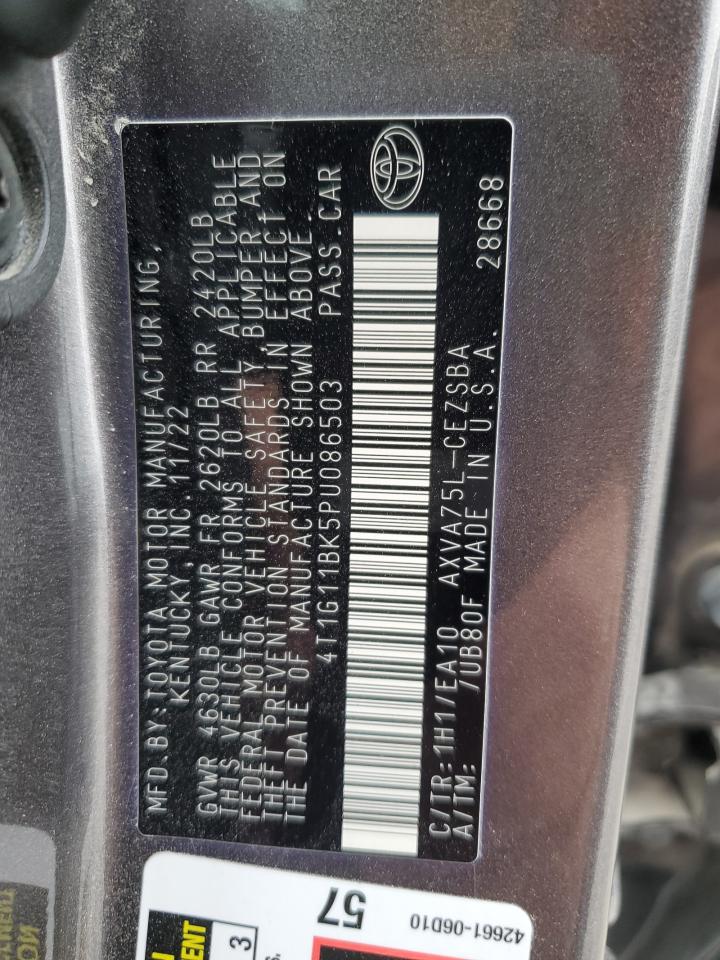 MFD.BY:TOYOTA MOTOR MANUFACTURING,
KENTUCKY, INC.11/22
GVWR 4630LB GAWR FR 2620LB RR 2420LB
THIS VEHICLE CONFORMS TO ALL APPLICABLE
FEDERAL MOTOR VEHICLE SAFETY, BUMPER AND
THEFT PREVENTION STANDARDS IN EFFECT ON
THE DATE OF MANUFACTURE SHOWN ABOVE.
4T1G11BK5PU086503 PASS.CAR
C/TR:1H1/EA10 AXVA75L-CEZSBA
A/TM: /UB80F MADE IN U.S.A. 28668
57
42661-06D10
3